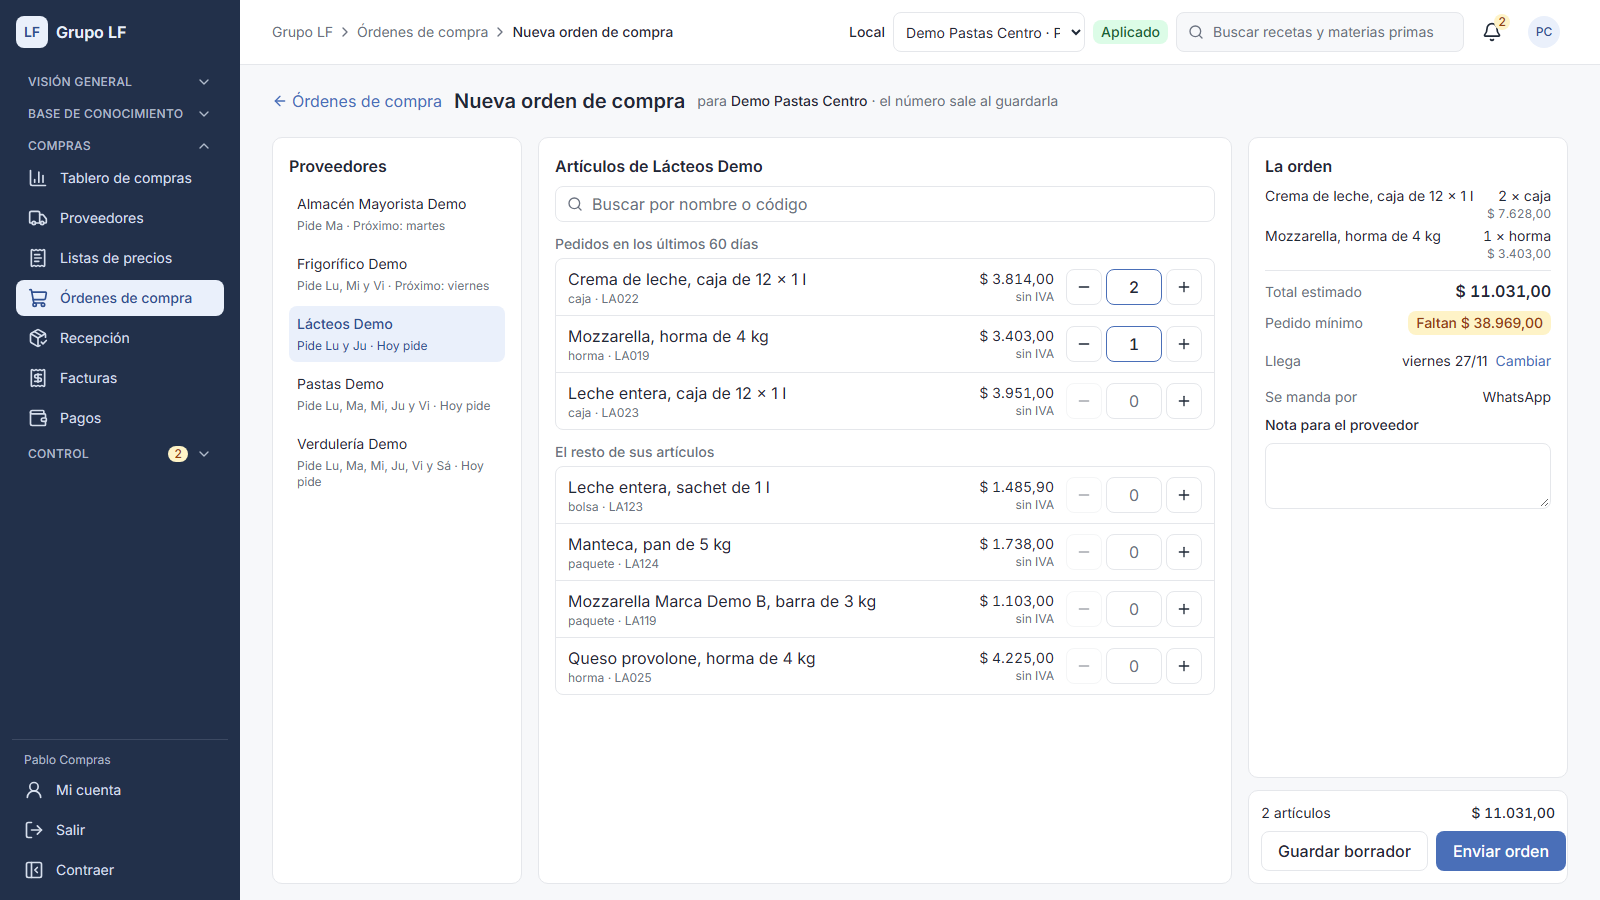 LF Grupo LF
VISIÓN GENERAL
BASE DE CONOCIMIENTO
COMPRAS
Tablero de compras
Proveedores
Listas de precios
Órdenes de compra
Recepción
Facturas
Pagos
CONTROL 2
Pablo Compras
Mi cuenta
Salir
Contraer
Grupo LF > Órdenes de compra > Nueva orden de compra
Local
Demo Pastas Centro · P
Aplicado
Buscar recetas y materias primas
2
PC
← Órdenes de compra
Nueva orden de compra
para Demo Pastas Centro · el número sale al guardarla
Proveedores
Almacén Mayorista Demo
Pide Ma · Próximo: martes
Frigorífico Demo
Pide Lu, Mi y Vi · Próximo: viernes
Lácteos Demo
Pide Lu y Ju · Hoy pide
Pastas Demo
Pide Lu, Ma, Mi, Ju y Vi · Hoy pide
Verdulería Demo
Pide Lu, Ma, Mi, Ju, Vi y Sá · Hoy
pide
Artículos de Lácteos Demo
Buscar por nombre o código
Pedidos en los últimos 60 días
Crema de leche, caja de 12 × 1 l $ 3.814,00 − 2 +
caja · LA022 sin IVA
Mozzarella, horma de 4 kg $ 3.403,00 − 1 +
horma · LA019 sin IVA
Leche entera, caja de 12 × 1 l $ 3.951,00 − 0 +
caja · LA023 sin IVA
El resto de sus artículos
Leche entera, sachet de 1 l $ 1.485,90 − 0 +
bolsa · LA123 sin IVA
Manteca, pan de 5 kg $ 1.738,00 − 0 +
paquete · LA124 sin IVA
Mozzarella Marca Demo B, barra de 3 kg $ 1.103,00 − 0 +
paquete · LA119 sin IVA
Queso provolone, horma de 4 kg $ 4.225,00 − 0 +
horma · LA025 sin IVA
La orden
Crema de leche, caja de 12 × 1 l 2 × caja
$ 7.628,00
Mozzarella, horma de 4 kg 1 × horma
$ 3.403,00
Total estimado $ 11.031,00
Pedido mínimo Faltan $ 38.969,00
Llega viernes 27/11 Cambiar
Se manda por WhatsApp
Nota para el proveedor
2 artículos $ 11.031,00
Guardar borrador
Enviar orden